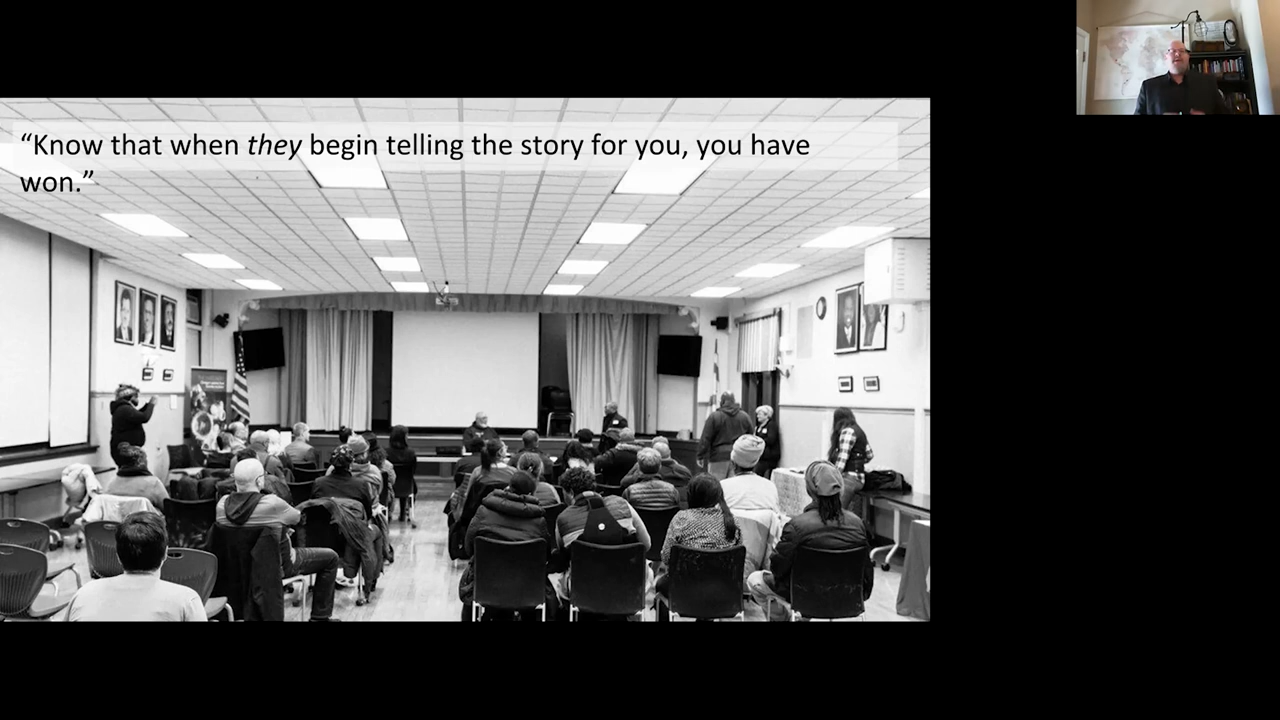 “Know that when they begin telling the story for you, you have
won.”